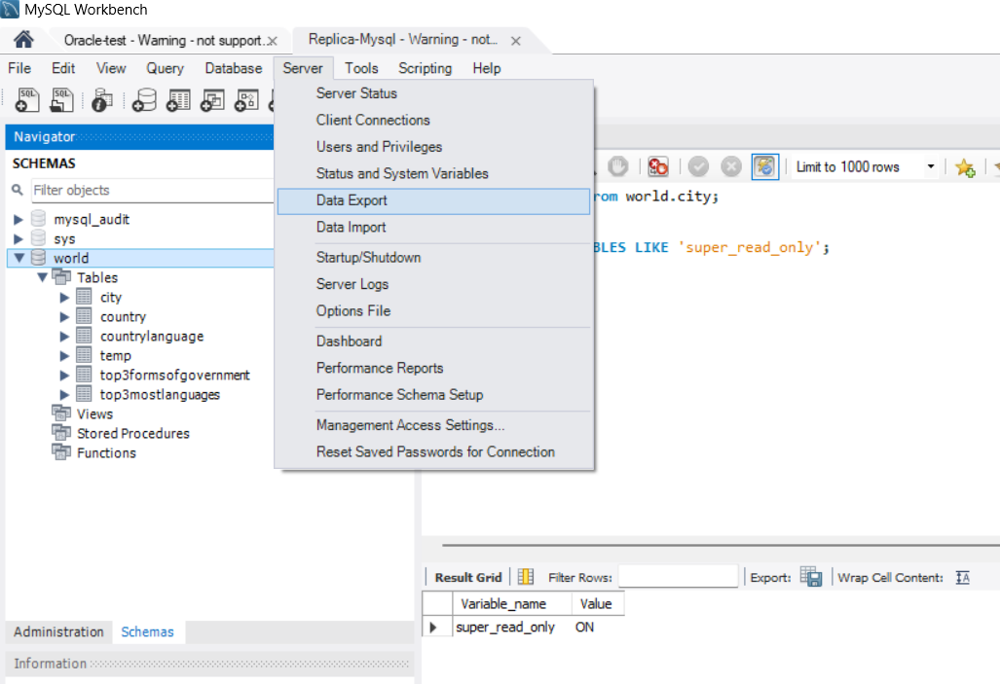 MySQL Workbench
Oracle-test - Warning - not support..
Replica-Mysql - Warning - not...
File Edit View Query Database Server Tools Scripting Help
SQL SQL
Server Status
Client Connections
Users and Privileges
Status and System Variables
Data Export
Data Import
Startup/Shutdown
Server Logs
Options File
Dashboard
Performance Reports
Performance Schema Setup
Management Access Settings...
Reset Saved Passwords for Connection
Navigator
SCHEMAS
Filter objects
mysql_audit
sys
world
Tables
city
country
countrylanguage
temp
top3formsofgovernment
top3mostlanguages
Views
Stored Procedures
Functions
Administration Schemas
Information
Limit to 1000 rows
rom world.city;
BLES LIKE 'super_read_only';
Result Grid Filter Rows: Export: Wrap Cell Content:
Variable_name Value
super_read_only ON